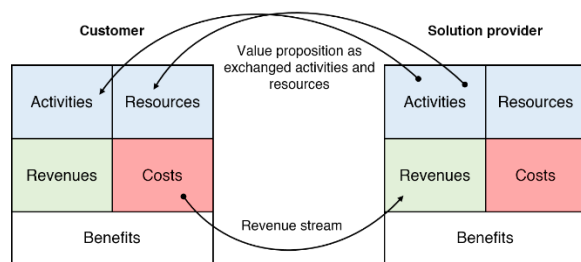 Customer
Solution provider
Value proposition as
exchanged activities and
resources
Activities
Resources
Activities
Resources
Revenues
Costs
Revenues
Costs
Revenue stream
Benefits
Benefits